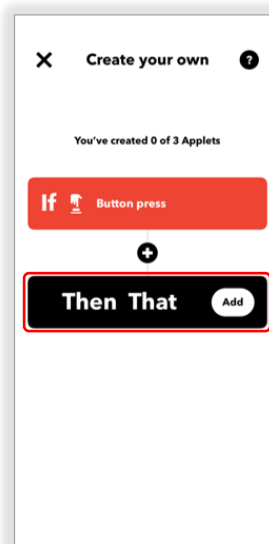 Create your own ?
You've created 0 of 3 Applets
If Button press
Then That Add